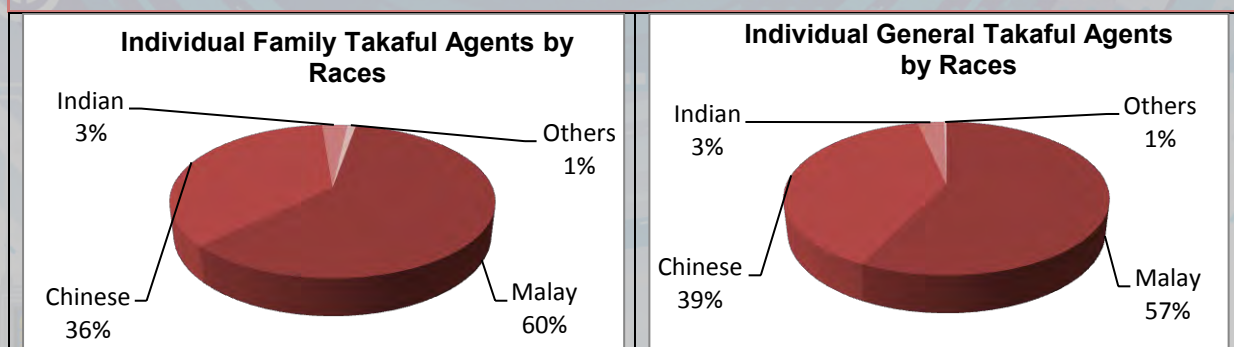 Individual Family Takaful Agents by
Races
Indian
3%
Others
1%
Chinese
36%
Malay
60%
Individual General Takaful Agents
by Races
Indian
3%
Others
1%
Chinese
39%
Malay
57%